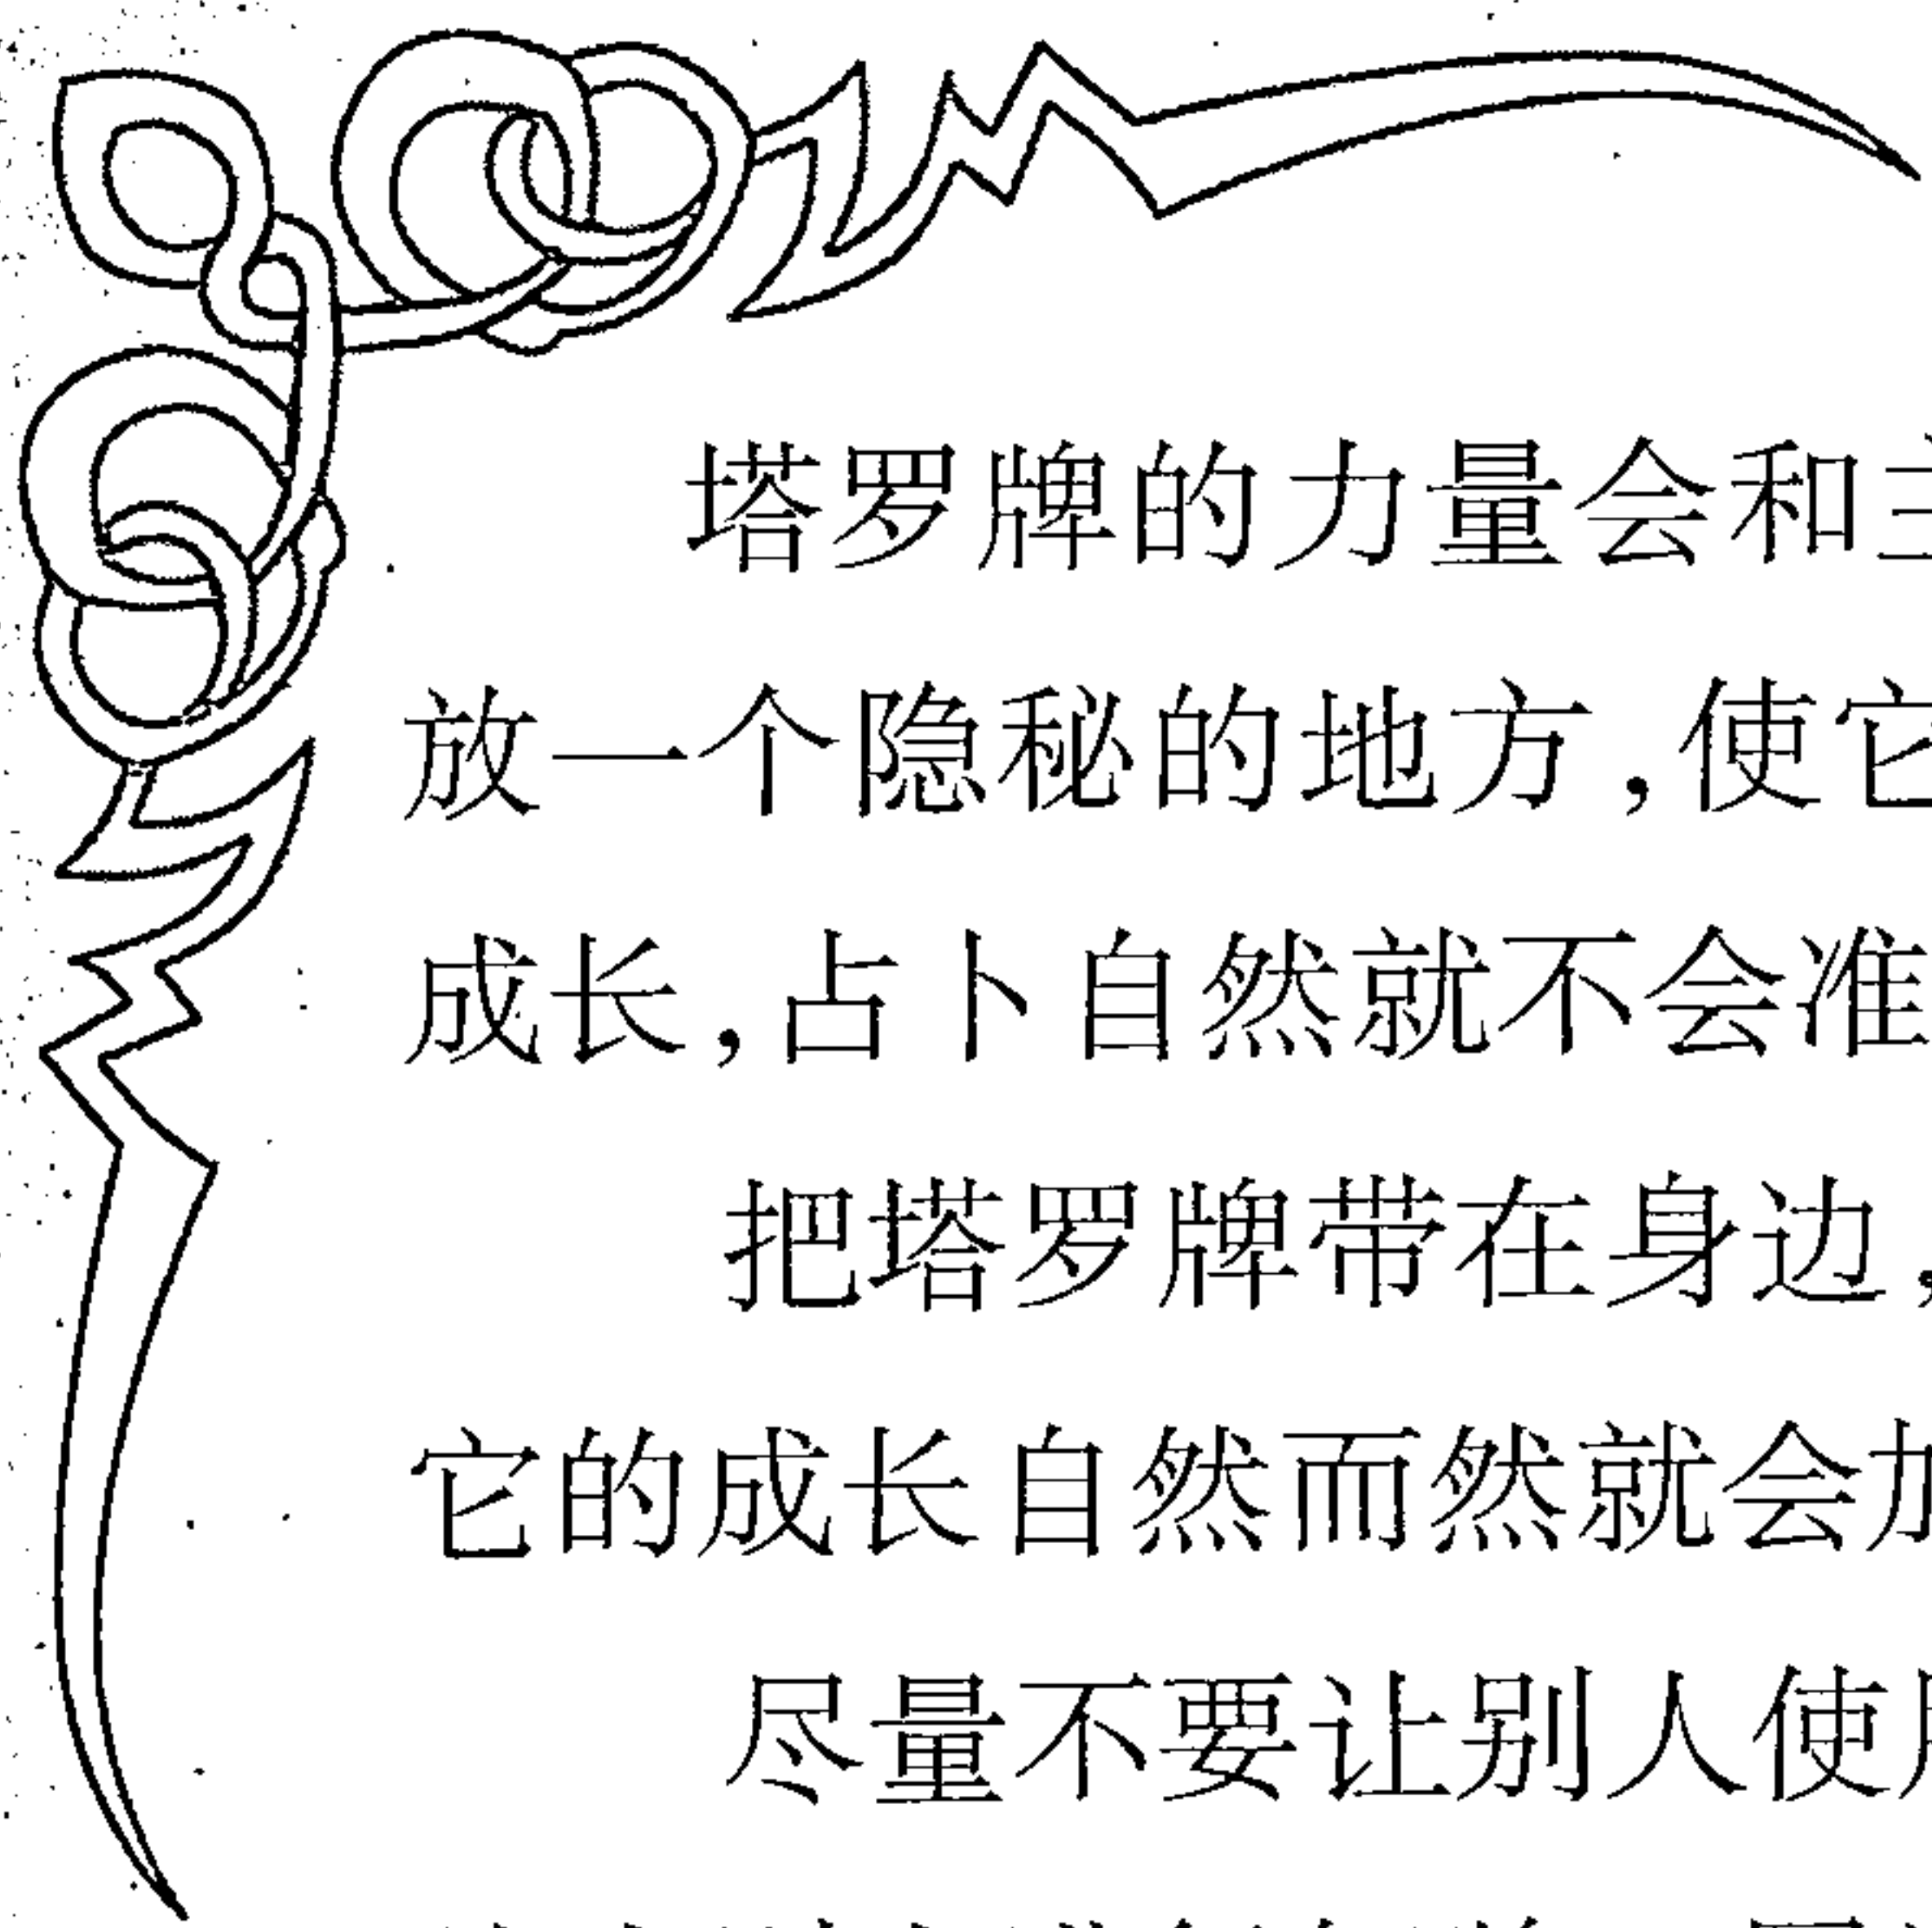 塔罗牌的力量会和
放一个隐秘的地方,使它
成长,占卜自然就不会准
把塔罗牌带在身边,
它的成长自然而然就会
尽量不要让别人使